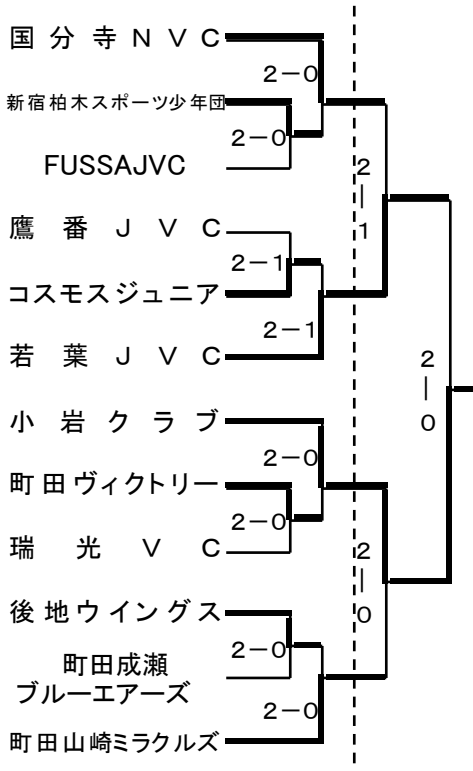 国分寺NVC
2-0
新宿柏木スポーツ少年団
2-0
FUSSAJVC
2|1
鷹番JVC
2-1
コスモスジュニア
2-1
若葉JVC
2|0
小岩クラブ
2-0
町田ヴィクトリー
2-0
瑞光VC
2|0
後地ウイングス
2-0
町田成瀬
ブルーエアーズ
2-0
町田山崎ミラクルズ